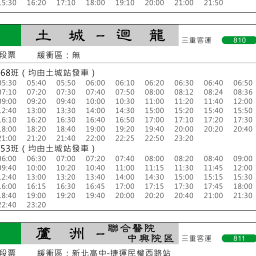 15:30 16:20 17:10 18:00 19:10 20:00 21:00 21:50
土 城 - 迴 龍 三重客運 810
段票 緩衝區：無
68班（均由土城站發車）
05:30 05:40 05:50 06:00 06:10 06:20 06:30 06:40 06:50
07:10 07:20 07:30 07:40 07:50 08:00 08:12 08:24 08:36
09:00 09:20 09:40 10:00 10:30 11:00 11:20 11:40 12:00
12:40 13:00 13:30 14:00 14:30 15:00 15:20 15:40 15:50
16:10 16:20 16:30 16:40 16:50 17:00 17:10 17:20 17:30
18:00 18:20 18:40 19:00 19:20 19:40 20:00 20:20 20:40
21:00 21:20 21:40 22:00 22:25 22:50 23:20
53班（均由土城站發車）
06:00 06:30 07:00 07:20 07:40 08:00 08:20 08:40 09:00
09:40 10:00 10:20 10:40 11:00 11:15 11:30 11:45 12:00
12:40 13:00 13:20 13:40 14:00 14:30 15:00 15:15 15:30
16:00 16:15 16:30 16:45 17:00 17:15 17:30 17:45 18:00
18:40 19:00 19:20 19:40 20:00 20:20 20:40 21:00 21:30
22:40 23:20
蘆 洲 - 聯合醫院中興院區 三重客運 811
段票 緩衝區：新北高中-捷運民權西路站